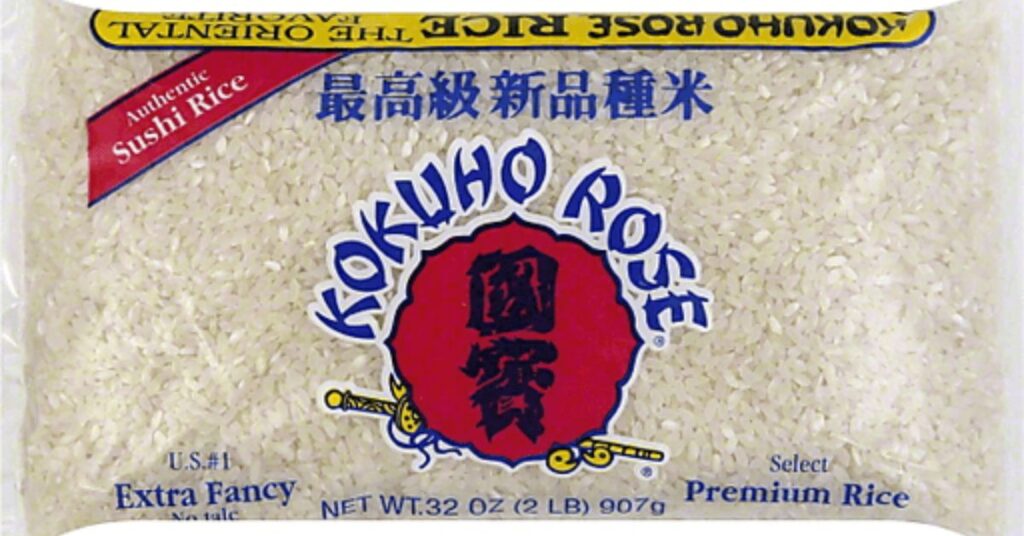 KOKUHO ROSE RICE THE ORIENTAL
FAVORITE
Authentic
Sushi Rice
最高級新品種米
KOKUHO ROSE
®
國寳
®
U.S.#1
Extra Fancy
No talc
NET WT.32 OZ (2 LB) 907g
Select
Premium Rice